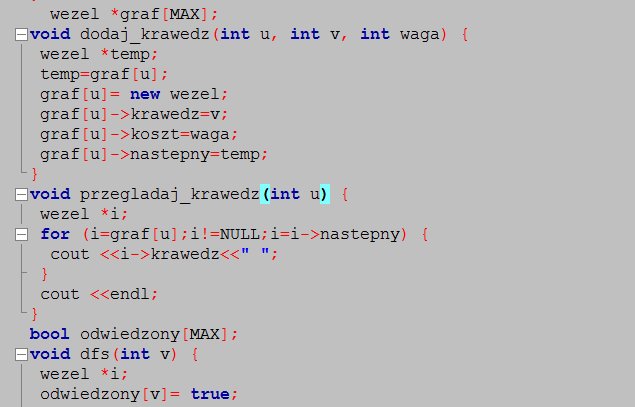 wezel *graf[MAX];
void dodaj_krawedz(int u, int v, int waga) {
wezel *temp;
temp=graf[u];
graf[u]= new wezel;
graf[u]->krawedz=v;
graf[u]->koszt=waga;
graf[u]->nastepny=temp;
}
void przegladaj_krawedz(int u) {
wezel *i;
for (i=graf[u];i!=NULL;i=i->nastepny) {
cout <<i->krawedz<<" ";
}
cout <<endl;
}
bool odwiedzony[MAX];
void dfs(int v) {
wezel *i;
odwiedzony[v]= true;